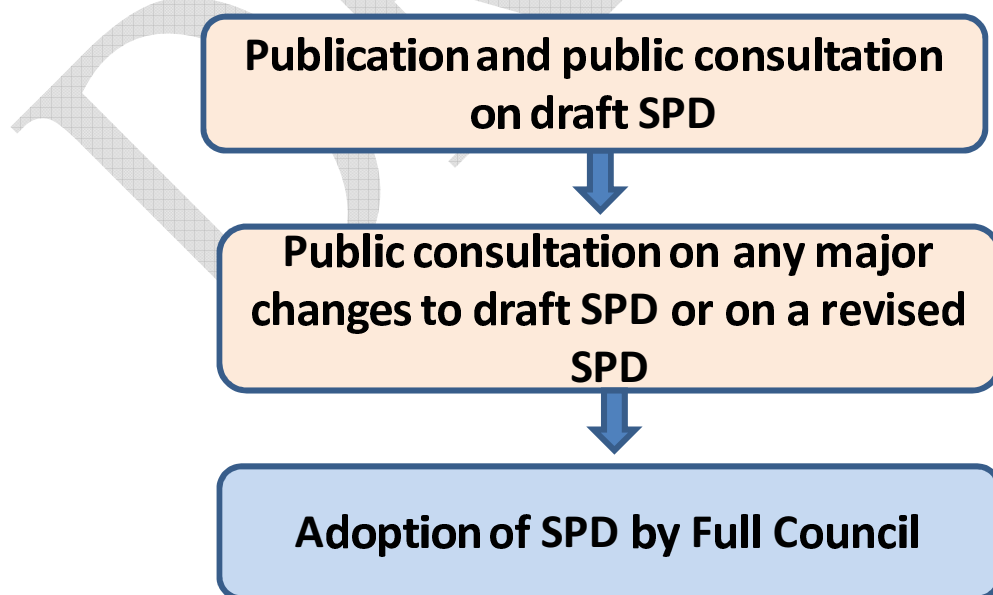 Publication and public consultation
on draft SPD
Public consultation on any major
changes to draft SPD or on a revised
SPD
Adoption of SPD by Full Council